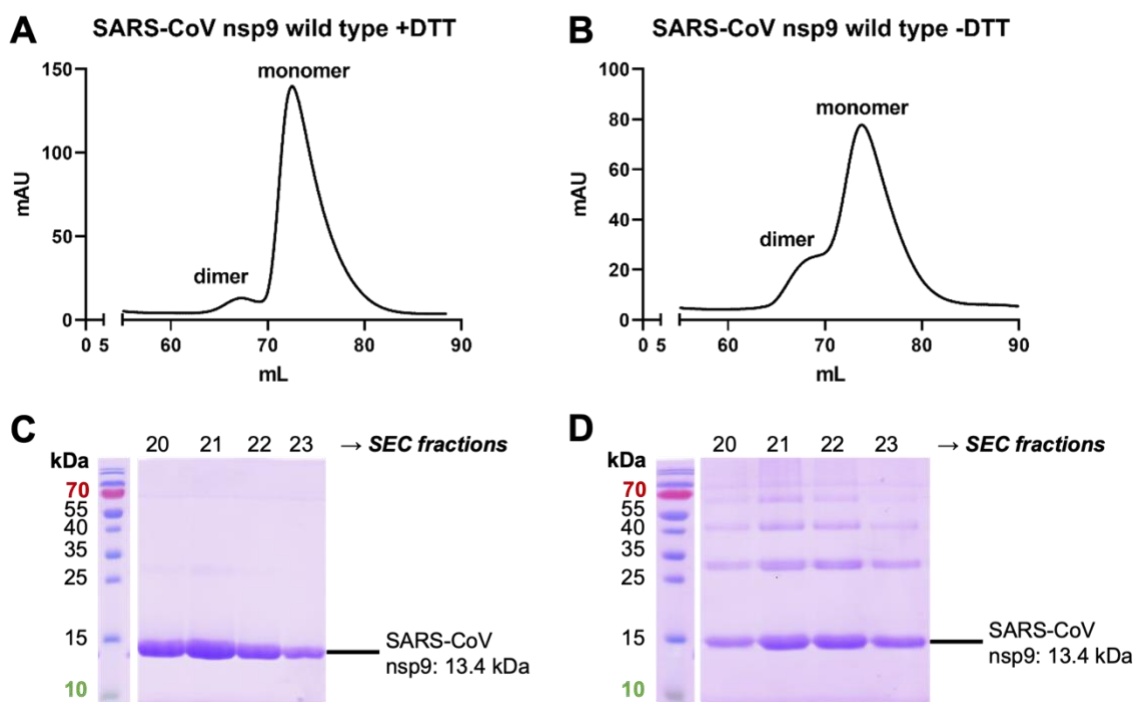 A SARS-CoV nsp9 wild type +DTT
150
100
50
0
mAU
monomer
dimer
0 5 60 70 80 90
mL
B SARS-CoV nsp9 wild type -DTT
100
80
60
40
20
0
mAU
monomer
dimer
0 5 60 70 80 90
mL
C
20 21 22 23 → SEC fractions
kDa
70
55
40
35
25
15
10
SARS-CoV
nsp9: 13.4 kDa
D
20 21 22 23 → SEC fractions
kDa
70
55
40
35
25
15
10
SARS-CoV
nsp9: 13.4 kDa